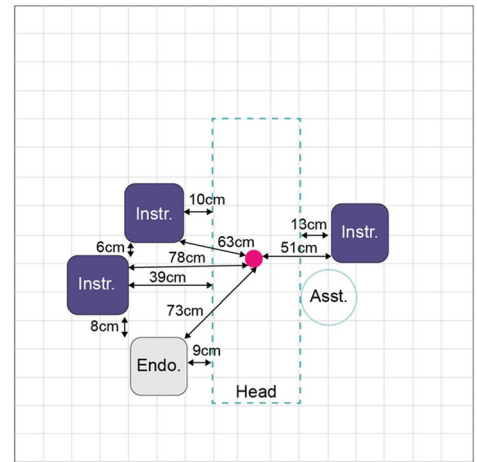 10cm
Instr.
13cm
Instr.
63cm
6cm
51cm
78cm
Instr.
39cm
Asst.
73cm
8cm
9cm
Endo.
Head